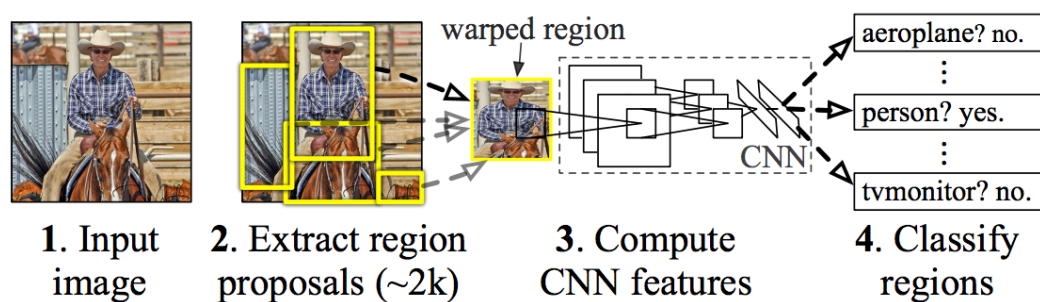 warped region
aeroplane? no.
⋮
person? yes.
CNN
⋮
tvmonitor? no.
1. Input
image
2. Extract region
proposals (~2k)
3. Compute
CNN features
4. Classify
regions